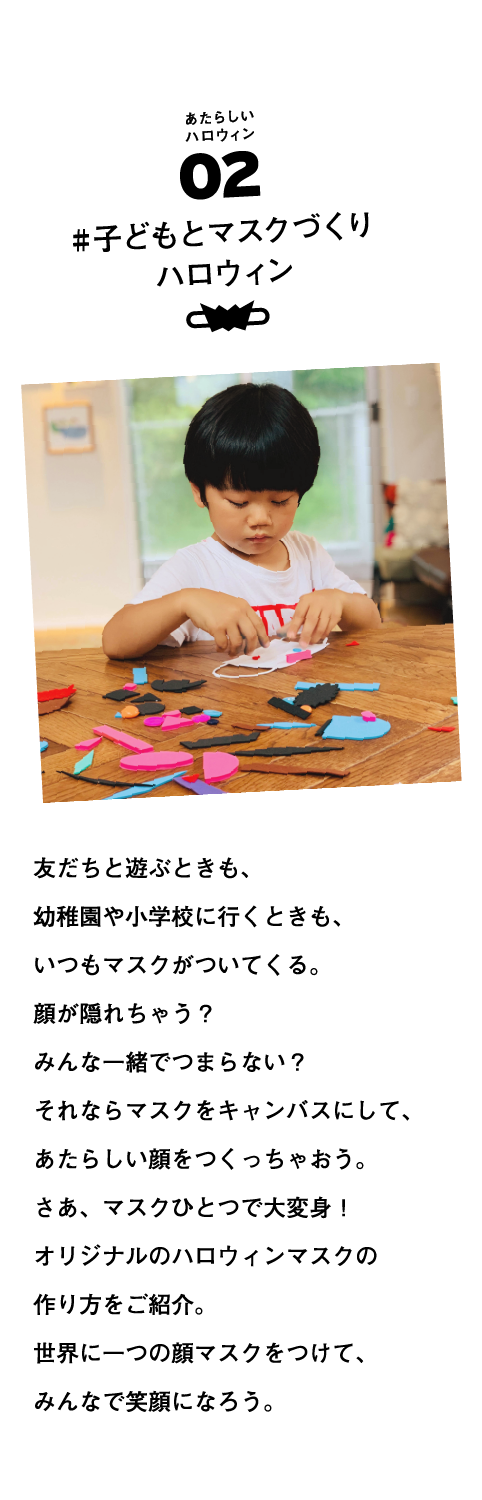 あたらしい
ハロウィン
02
#子どもとマスクづくり
ハロウィン
友だちと遊ぶときも、
幼稚園や小学校に行くときも、
いつもマスクがついてくる。
顔が隠れちゃう？
みんな一緒でつまらない？
それならマスクをキャンバスにして、
あたらしい顔をつくっちゃおう。
さあ、マスクひとつで大変身！
オリジナルのハロウィンマスクの
作り方をご紹介。
世界に一つの顔マスクをつけて、
みんなで笑顔になろう。